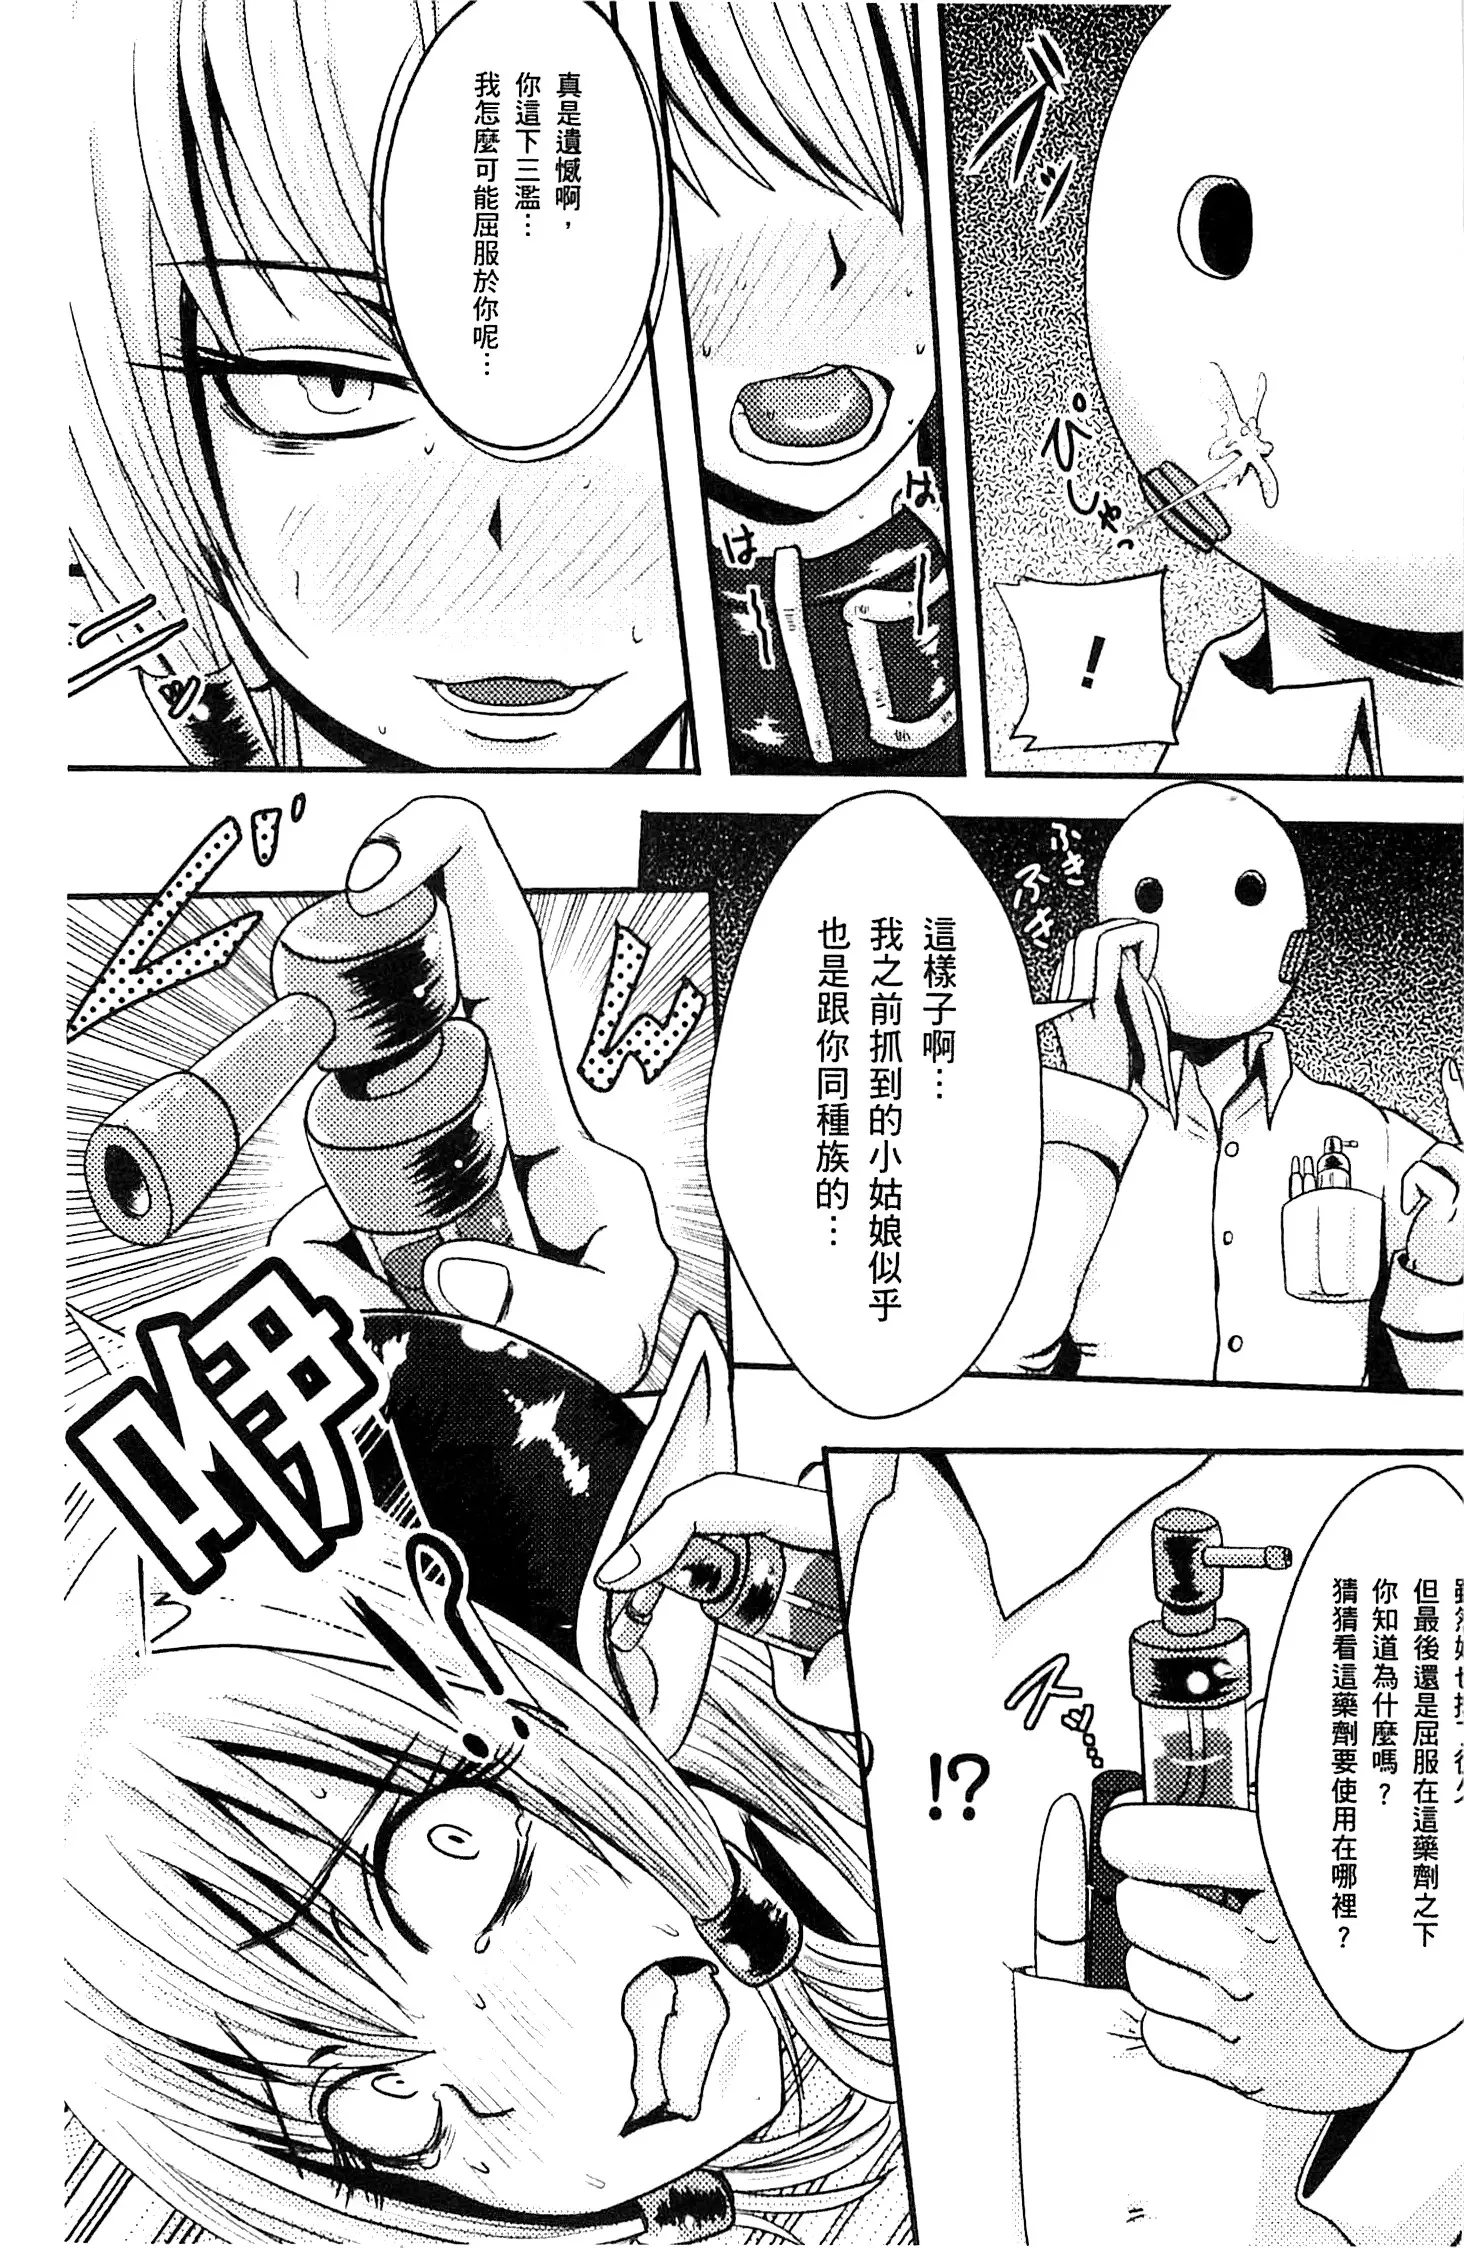 ぴしゃっ
！
は
は
真是遺憾啊，
你這下三濫…
我怎麼可能屈服於你呢…
ふき
ふき
這樣子啊…
我之前抓到的小姑娘似乎
也是跟你同種族的…
但最後還是屈服在這藥劑之下
你知道為什麼嗎？
猜猜看這藥劑要使用在哪裡？
スッ…
!?
咿
!?